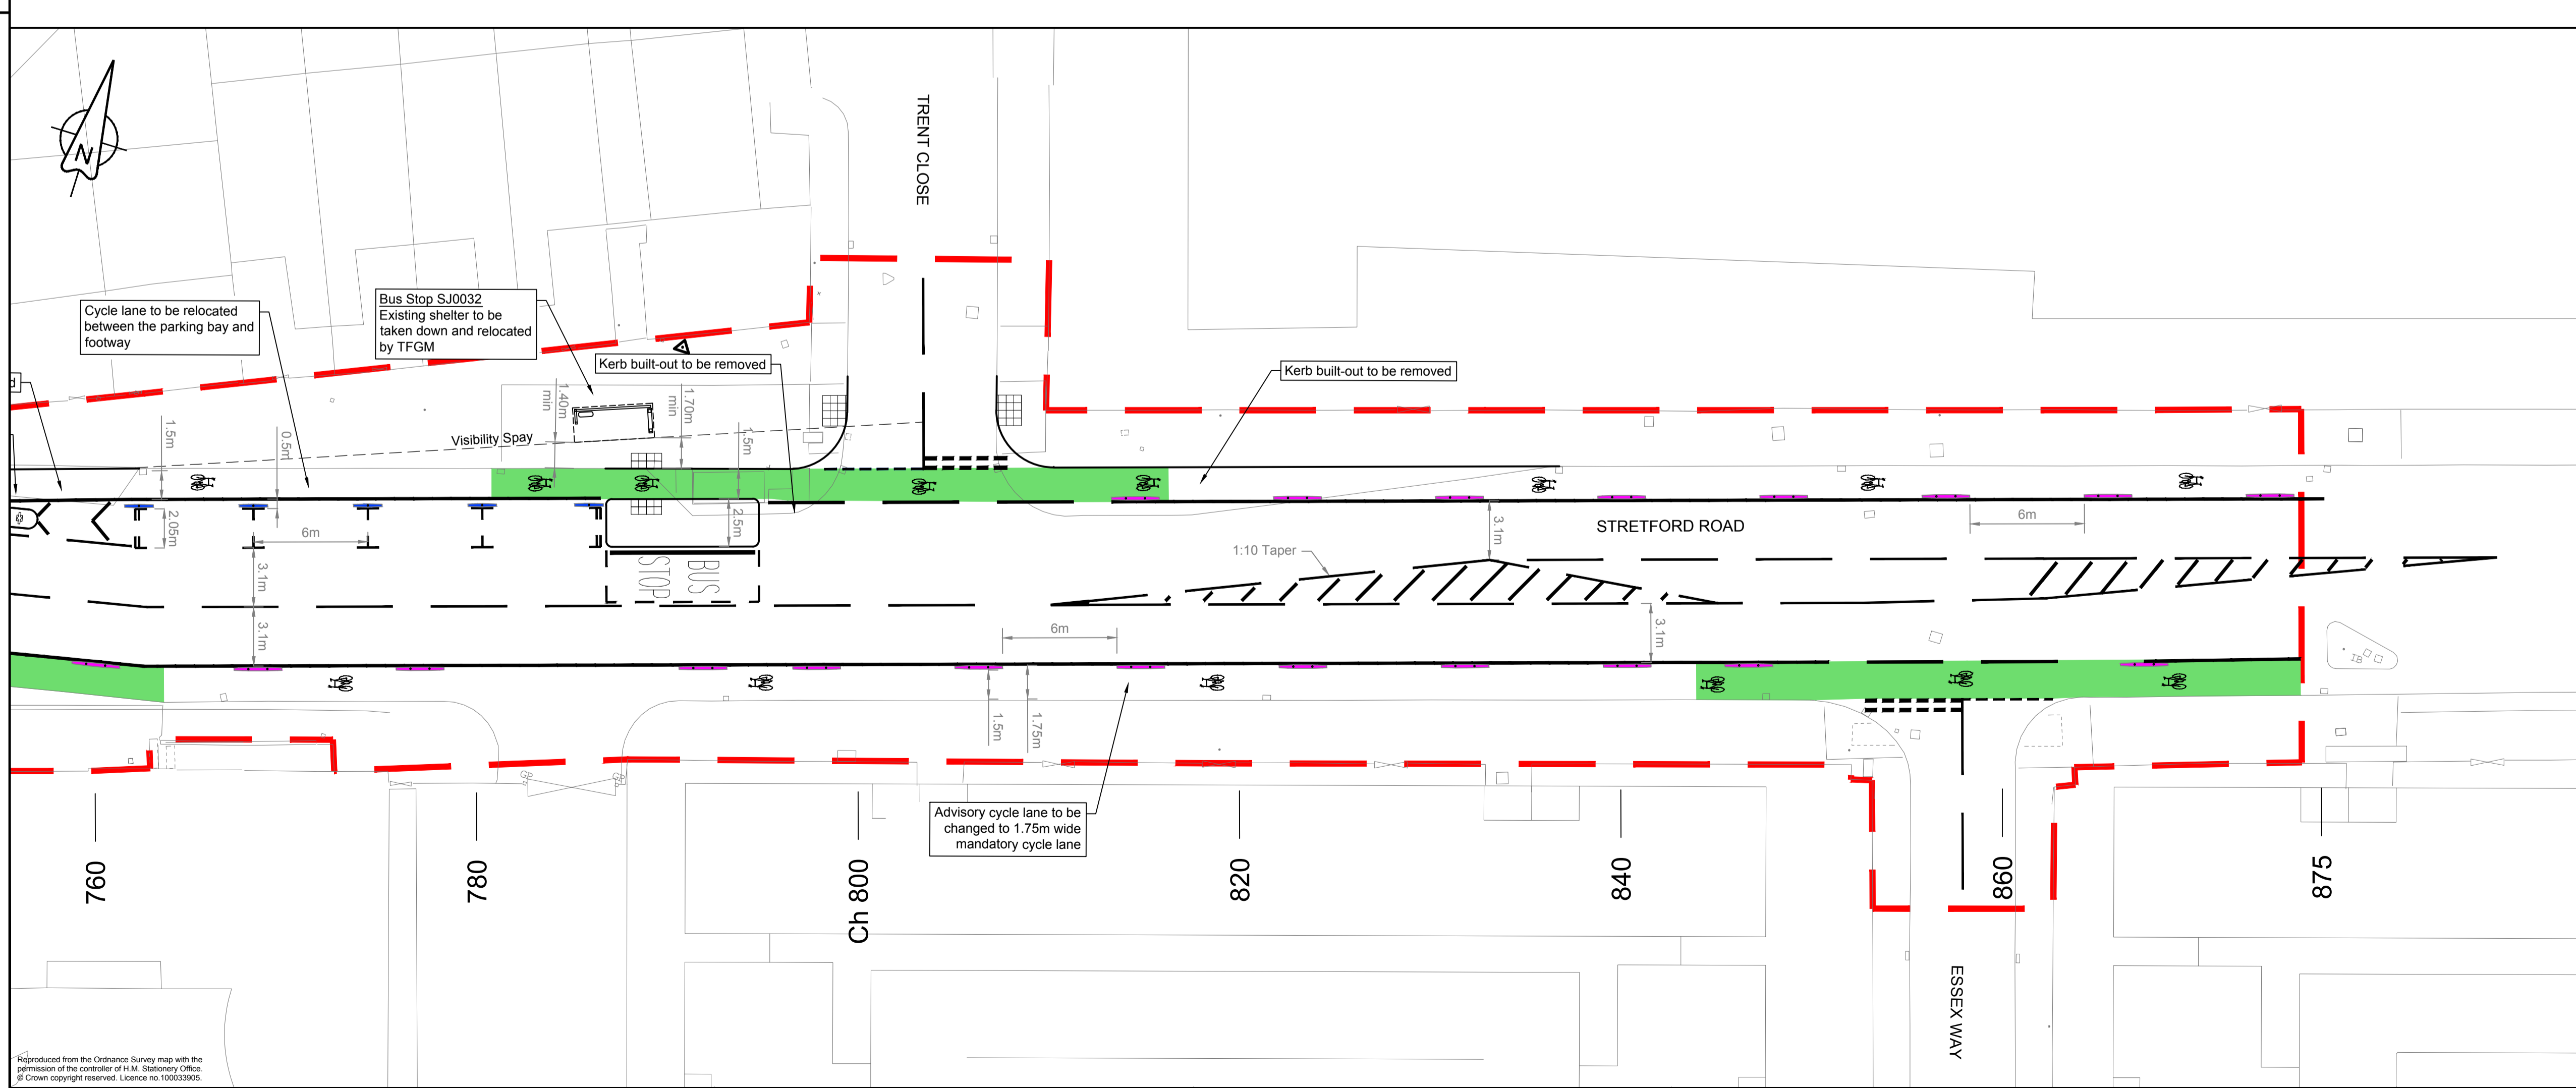 N
TRENT CLOSE
Cycle lane to be relocated
between the parking bay and
footway
Bus Stop SJ0032
Existing shelter to be
taken down and relocated
by TFGM
Kerb built-out to be removed
Kerb built-out to be removed
d
1.40m
min
1.70m
min
Visibility Spay
1.5m
0.5m
1.5m
2.05m
6m
2.5m
3.1m
6m
STRETFORD ROAD
1:10 Taper
BUS
STOP
3.1m
3.1m
3.1m
6m
1.5m
1.75m
IB
GP
GP
Advisory cycle lane to be
changed to 1.75m wide
mandatory cycle lane
760
780
Ch 800
820
840
860
875
ESSEX WAY
Reproduced from the Ordnance Survey map with the
permission of the controller of H.M. Stationery Office.
© Crown copyright reserved. Licence no.100033905.